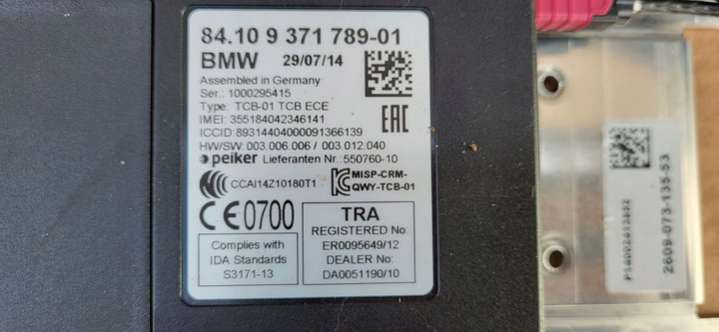 84.10 9 371 789-01
BMW 29/07/14
Assembled in Germany
Ser.: 1000295415
Type: TCB-01 TCB ECE
IMEI: 355184042346141
ICCID: 89314404000091366139
HW/SW: 003.006.006 / 003.012.040
peiker Lieferanten Nr.:550760-10
EAC
CCAI14Z10180T1
MISP-CRM-
QWY-TCB-01
CE0700
Complies with
IDA Standards
S3171-13
TRA
REGISTERED No:
ER0095649/12
DEALER No:
DA0051190/10
2609-073-135-53